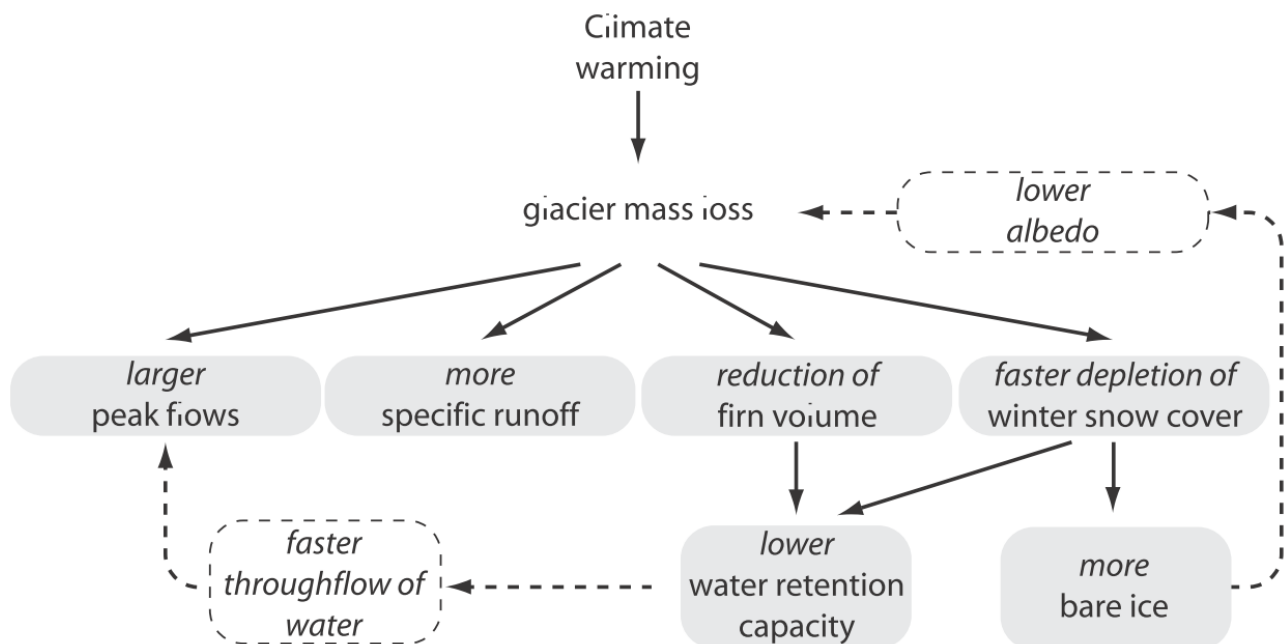 Climate
warming
glacier mass loss
lower
albedo
larger
peak flows
more
specific runoff
reduction of
firn volume
faster depletion of
winter snow cover
faster
throughflow of
water
lower
water retention
capacity
more
bare ice